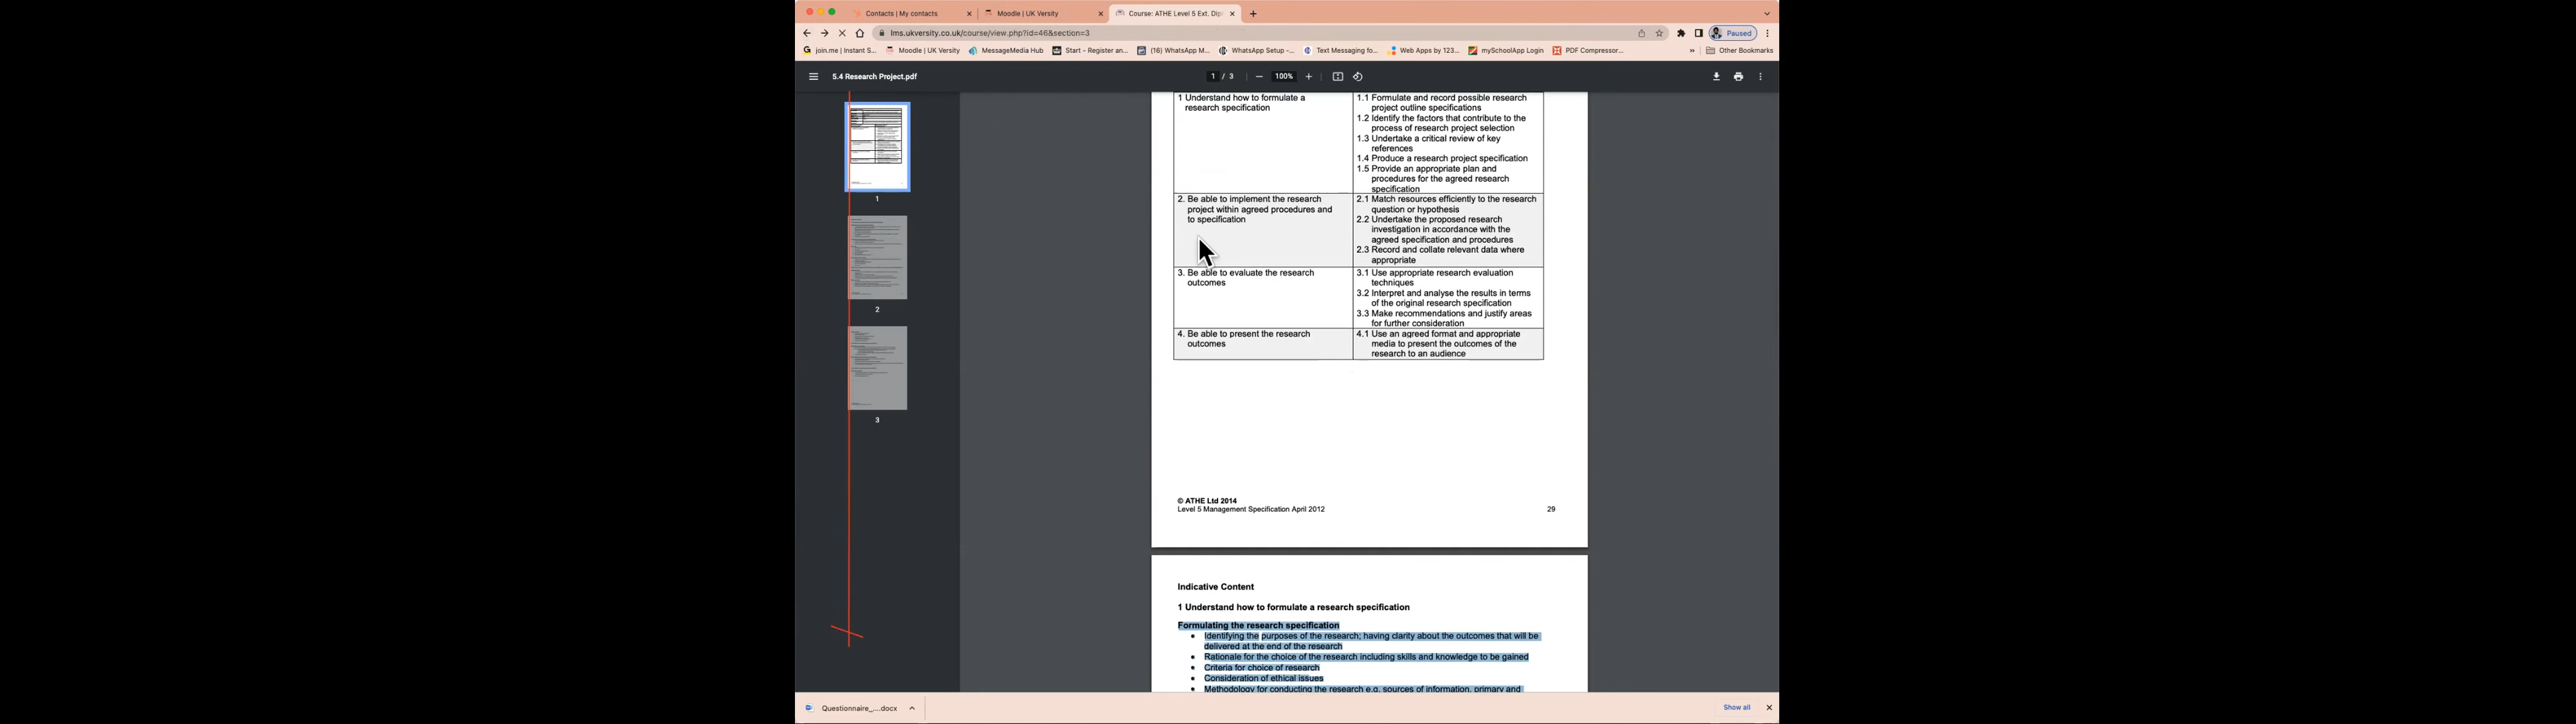 Contacts | My contacts
Moodle | UK Versity
Course: ATHE Level 5 Ext. Dip
lms.ukversity.co.uk/course/view.php?id=46&section=3
Paused
join.me | Instant S...
Moodle | UK Versity
MessageMedia Hub
Start - Register an...
(16) WhatsApp M...
WhatsApp Setup -...
Text Messaging fo...
Web Apps by 123...
mySchoolApp Login
PDF Compressor...
»
Other Bookmarks
5.4 Research Project.pdf
1 / 3
100%
1
2
3
1 Understand how to formulate a
research specification
1.1 Formulate and record possible research
project outline specifications
1.2 Identify the factors that contribute to the
process of research project selection
1.3 Undertake a critical review of key
references
1.4 Produce a research project specification
1.5 Provide an appropriate plan and
procedures for the agreed research
specification
2. Be able to implement the research
project within agreed procedures and
to specification
2.1 Match resources efficiently to the research
question or hypothesis
2.2 Undertake the proposed research
investigation in accordance with the
agreed specification and procedures
2.3 Record and collate relevant data where
appropriate
3. Be able to evaluate the research
outcomes
3.1 Use appropriate research evaluation
techniques
3.2 Interpret and analyse the results in terms
of the original research specification
3.3 Make recommendations and justify areas
for further consideration
4. Be able to present the research
outcomes
4.1 Use an agreed format and appropriate
media to present the outcomes of the
research to an audience
© ATHE Ltd 2014
Level 5 Management Specification April 2012
29
Indicative Content
1 Understand how to formulate a research specification
Formulating the research specification
• Identifying the purposes of the research; having clarity about the outcomes that will be
delivered at the end of the research
• Rationale for the choice of the research including skills and knowledge to be gained
• Criteria for choice of research
• Consideration of ethical issues
• Methodology for conducting the research e.g. sources of information, primary and
Questionnaire_....docx
Show all